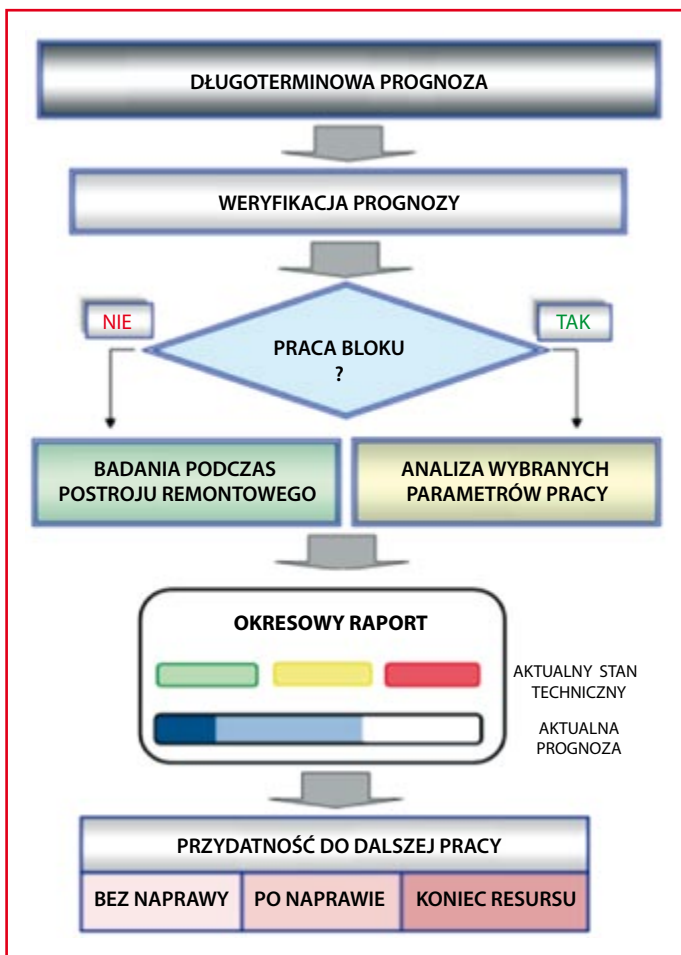 DŁUGOTERMINOWA PROGNOZA
WERYFIKACJA PROGNOZY
NIE
TAK
PRACA BLOKU
?
BADANIA PODCZAS
POSTROJU REMONTOWEGO
ANALIZA WYBRANYCH
PARAMETRÓW PRACY
OKRESOWY RAPORT
AKTUALNY STAN
TECHNICZNY
AKTUALNA
PROGNOZA
PRZYDATNOŚĆ DO DALSZEJ PRACY
BEZ NAPRAWY
PO NAPRAWIE
KONIEC RESURSU